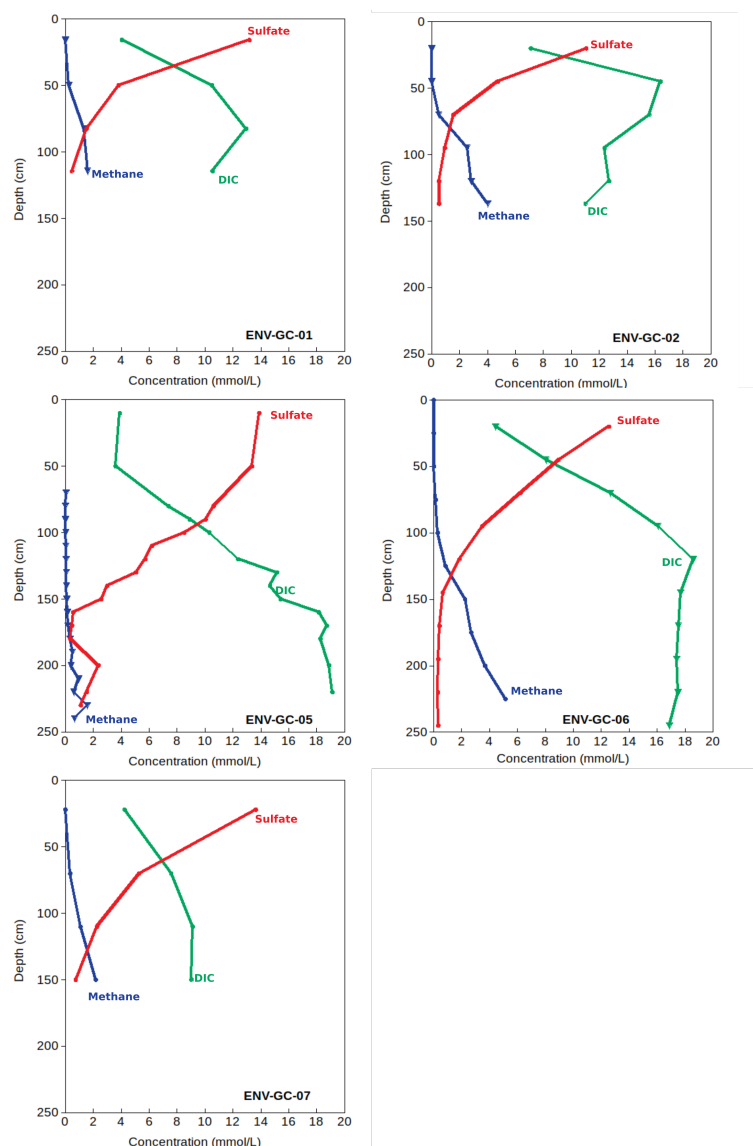 0
50
100
150
200
250
Depth (cm)
Sulfate
Methane
DIC
ENV-GC-01
0 2 4 6 8 10 12 14 16 18 20
Concentration (mmol/L)
0
50
100
150
200
250
Depth (cm)
Sulfate
Methane
DIC
ENV-GC-02
0 2 4 6 8 10 12 14 16 18 20
Concentration (mmol/L)
0
50
100
150
200
250
Depth (cm)
Sulfate
DIC
Methane
ENV-GC-05
0 2 4 6 8 10 12 14 16 18 20
Concentration (mmol/L)
0
50
100
150
200
250
Depth (cm)
Sulfate
DIC
Methane
ENV-GC-06
0 2 4 6 8 10 12 14 16 18 20
Concentration (mmol/L)
0
50
100
150
200
250
Depth (cm)
Sulfate
Methane
DIC
ENV-GC-07
0 2 4 6 8 10 12 14 16 18 20
Concentration (mmol/L)